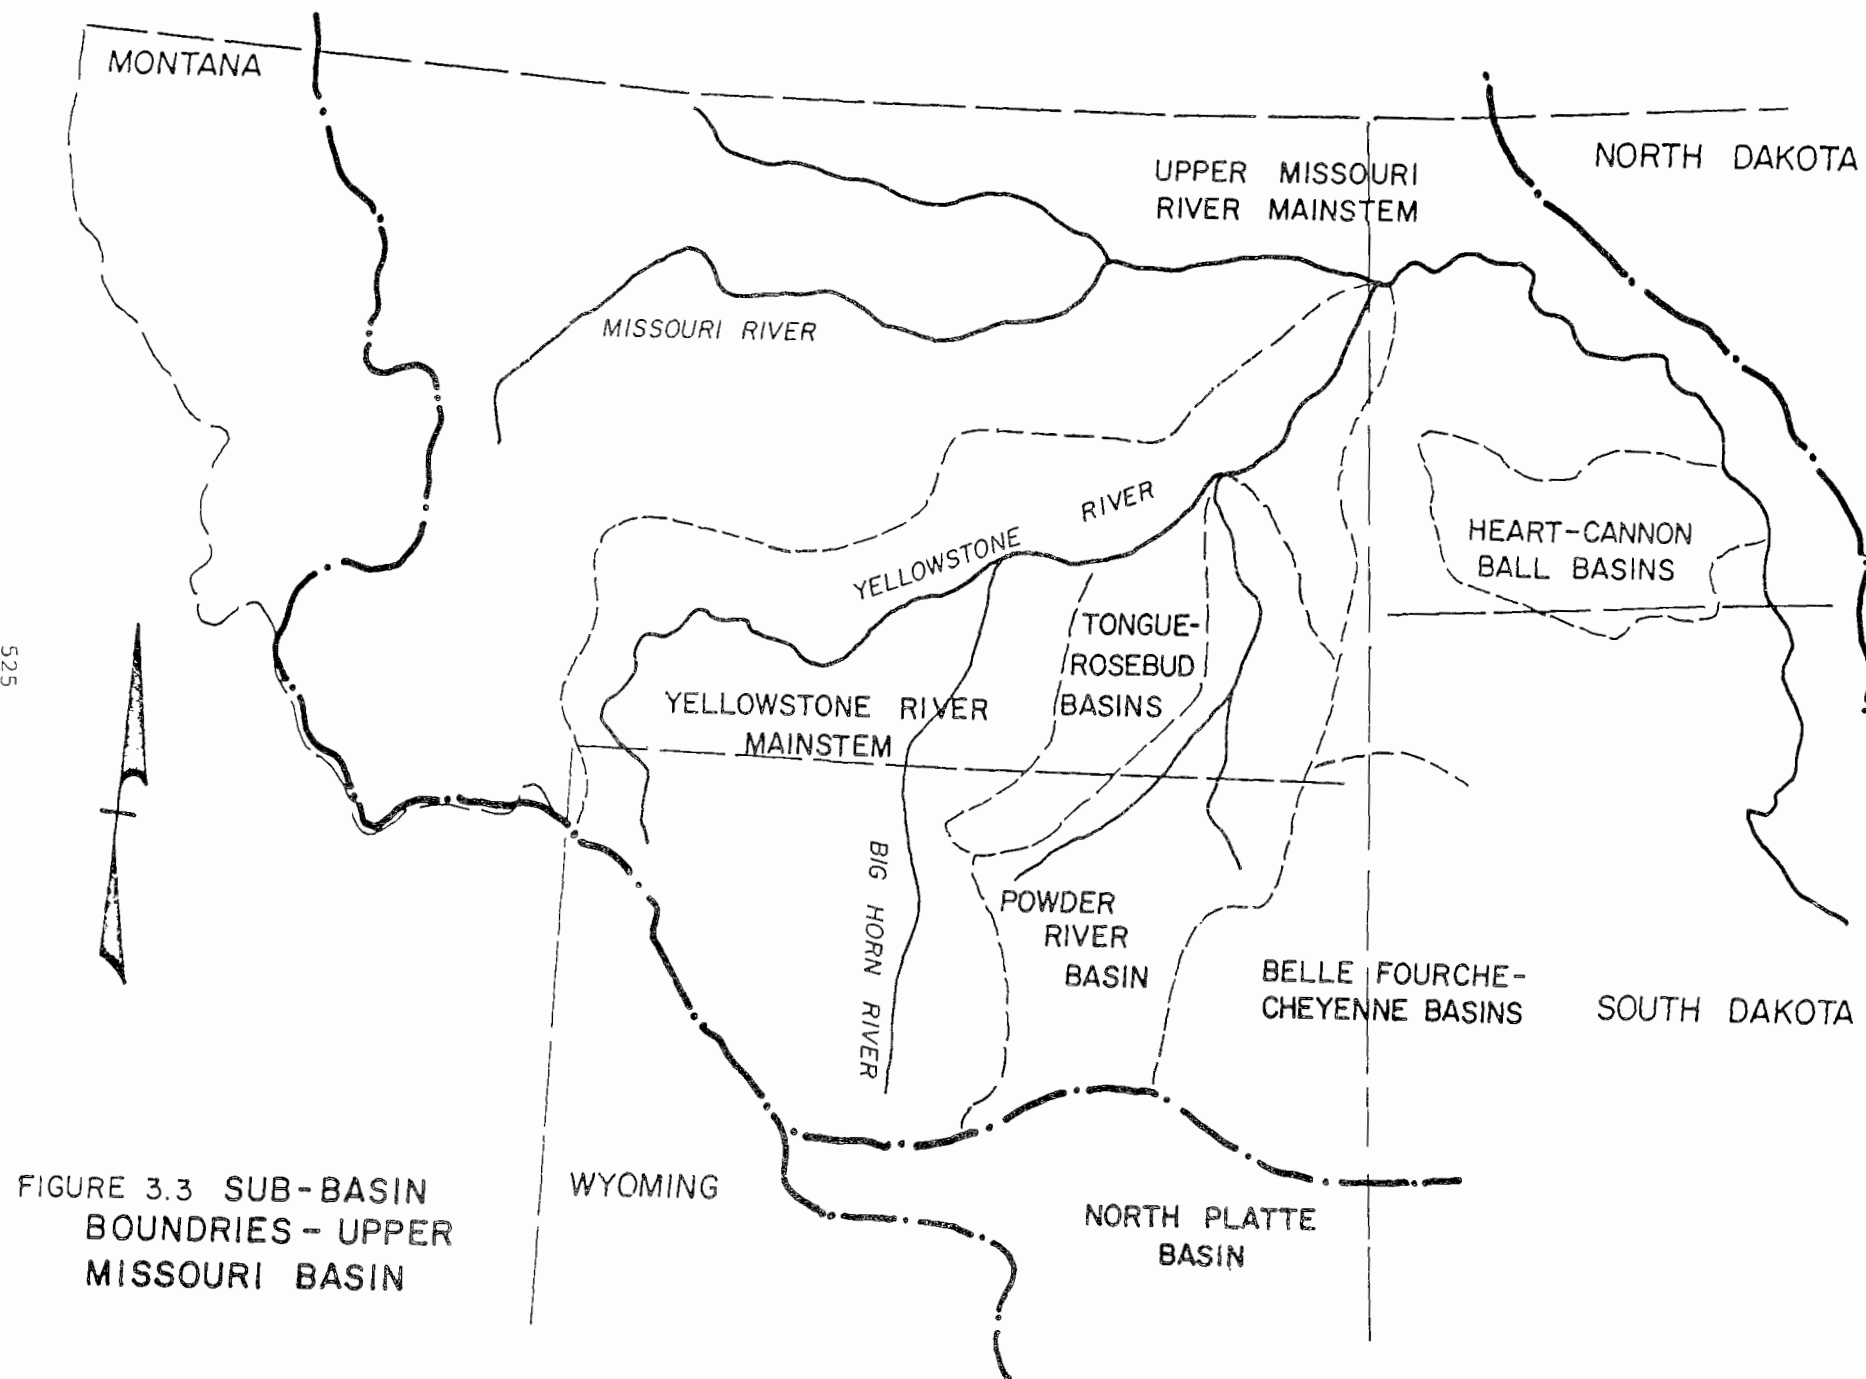 MONTANA
NORTH DAKOTA
UPPER MISSOURI
RIVER MAINSTEM
MISSOURI RIVER
YELLOWSTONE RIVER
HEART-CANNON
BALL BASINS
TONGUE-
ROSEBUD
BASINS
YELLOWSTONE RIVER
MAINSTEM
525
BIG HORN RIVER
POWDER
RIVER
BASIN
BELLE FOURCHE-
CHEYENNE BASINS
SOUTH DAKOTA
WYOMING
NORTH PLATTE
BASIN
FIGURE 3.3 SUB-BASIN
BOUNDRIES - UPPER
MISSOURI BASIN